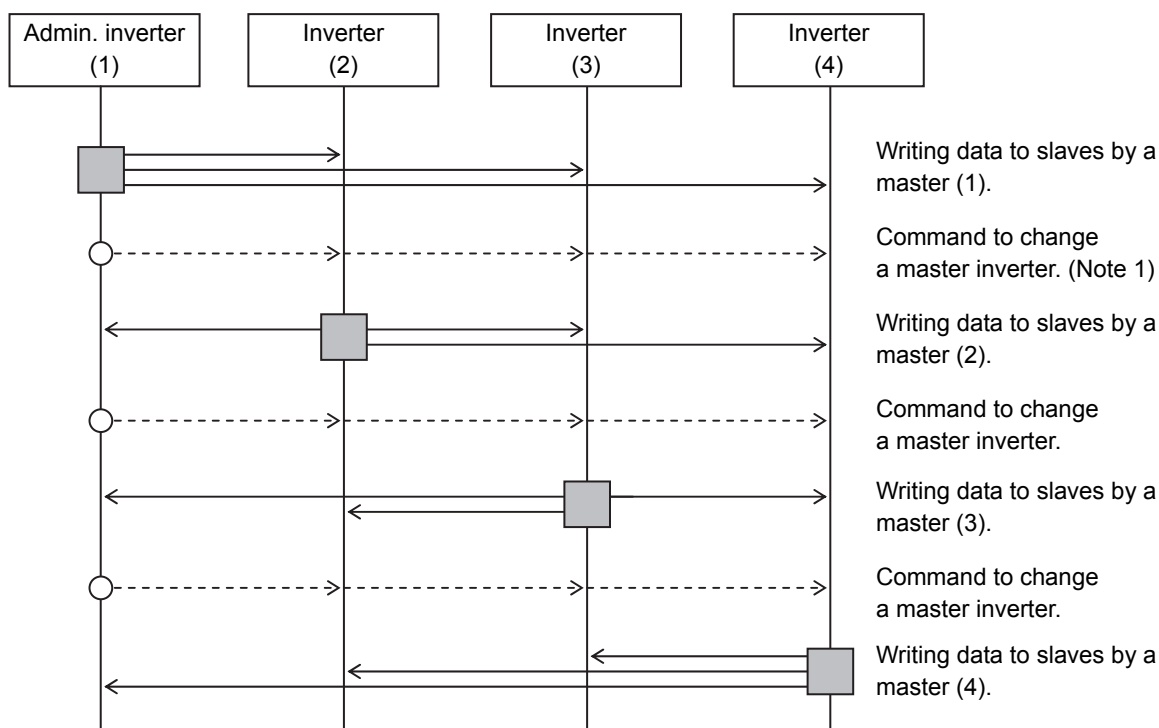 Admin. inverter
(1)
Inverter
(2)
Inverter
(3)
Inverter
(4)
Writing data to slaves by a
master (1).
Command to change
a master inverter. (Note 1)
Writing data to slaves by a
master (2).
Command to change
a master inverter.
Writing data to slaves by a
master (3).
Command to change
a master inverter.
Writing data to slaves by a
master (4).